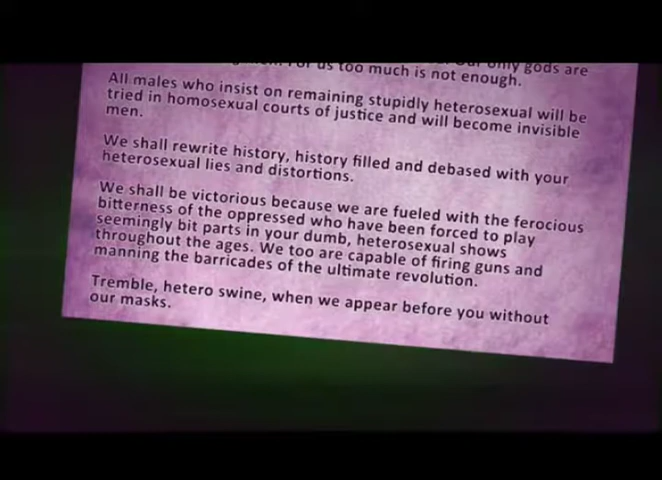 only gods are
For us too much is not enough.
All males who insist on remaining stupidly heterosexual will be
tried in homosexual courts of justice and will become invisible
men.
We shall rewrite history, history filled and debased with your
heterosexual lies and distortions.
We shall be victorious because we are fueled with the ferocious
bitterness of the oppressed who have been forced to play
seemingly bit parts in your dumb, heterosexual shows
throughout the ages. We too are capable of firing guns and
manning the barricades of the ultimate revolution.
Tremble, hetero swine, when we appear before you without
our masks.